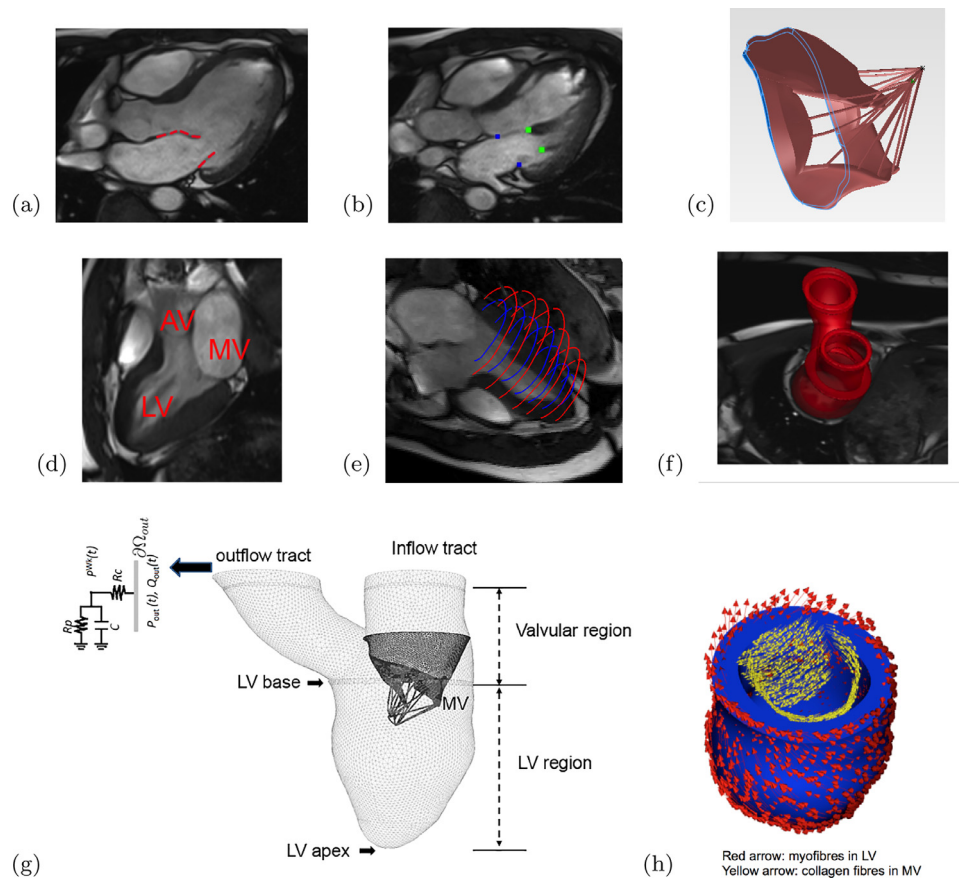 (a)
(b)
(c)
AV
MV
LV
(d)
(e)
(f)
∂Ω_out
P_out(t), Q_out(t)
p^Wk(t)
Rc
Rp
C
outflow tract
Inflow tract
Valvular region
LV base
MV
LV region
LV apex
(g)
(h)
Red arrow: myofibres in LV
Yellow arrow: collagen fibres in MV